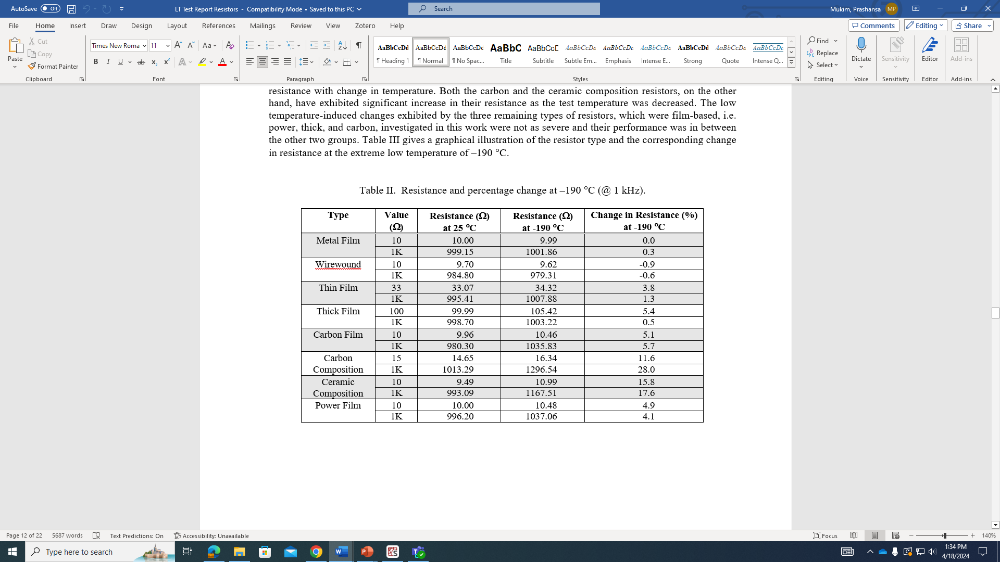 AutoSave Off LT Test Report Resistors - Compatibility Mode • Saved to this PC Search Mukim, Prashansa MP
File Home Insert Draw Design Layout References Mailings Review View Zotero Help Comments Editing Share
Paste Cut Copy Format Painter Clipboard
Times New Roma 11 Font
Paragraph
AaBbCcDd AaBbCcDd AaBbCcDd AaBbC AaBbCcD AaBbCcDd AaBbCcDd AaBbCcDd AaBbCcDd AaBbCcDd AaBbCcDd
¶ Heading 1 ¶ Normal ¶ No Spac... Title Subtitle Subtle Em... Emphasis Intense E... Strong Quote Intense Q...
Styles
Find Replace Select Editing
Dictate Voice
Sensitivity Sensitivity
Editor Editor
Add-ins Add-ins
resistance with change in temperature. Both the carbon and the ceramic composition resistors, on the other
hand, have exhibited significant increase in their resistance as the test temperature was decreased. The low
temperature-induced changes exhibited by the three remaining types of resistors, which were film-based, i.e.
power, thick, and carbon, investigated in this work were not as severe and their performance was in between
the other two groups. Table III gives a graphical illustration of the resistor type and the corresponding change
in resistance at the extreme low temperature of –190 °C.
Table II. Resistance and percentage change at –190 °C (@ 1 kHz).
Type Value (Ω) Resistance (Ω) at 25 °C Resistance (Ω) at -190 °C Change in Resistance (%) at -190 °C
Metal Film 10 10.00 9.99 0.0
1K 999.15 1001.86 0.3
Wirewound 10 9.70 9.62 -0.9
1K 984.80 979.31 -0.6
Thin Film 33 33.07 34.32 3.8
1K 995.41 1007.88 1.3
Thick Film 100 99.99 105.42 5.4
1K 998.70 1003.22 0.5
Carbon Film 10 9.96 10.46 5.1
1K 980.30 1035.83 5.7
Carbon 15 14.65 16.34 11.6
Composition 1K 1013.29 1296.54 28.0
Ceramic 10 9.49 10.99 15.8
Composition 1K 993.09 1167.51 17.6
Power Film 10 10.00 10.48 4.9
1K 996.20 1037.06 4.1
Page 12 of 22 5687 words Text Predictions: On Accessibility: Unavailable Focus 140%
Type here to search 1:34 PM
4/18/2024